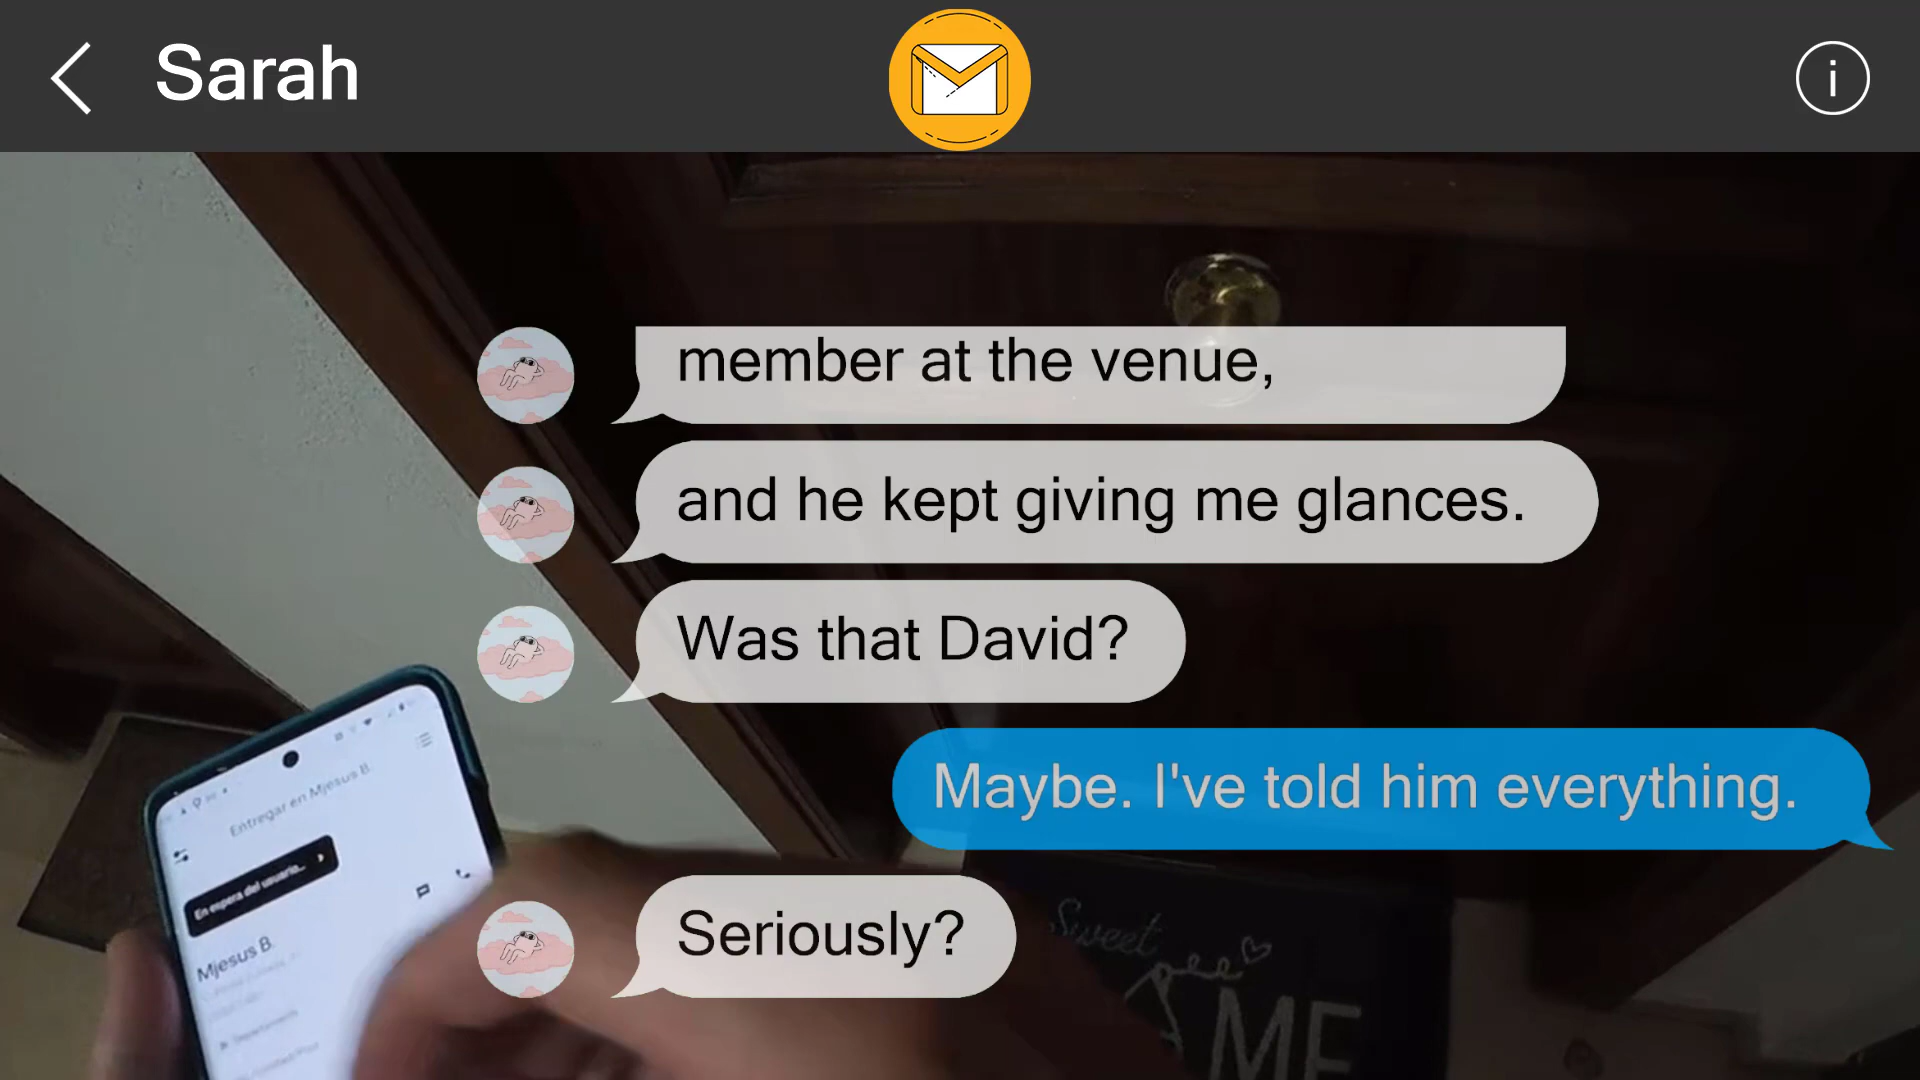 Sarah
i
member at the venue,
and he kept giving me glances.
Was that David?
Maybe. I've told him everything.
Seriously?
Entregar en Mjesus B.
En espera del usuario...
Mjesus B.
Sweet
ME